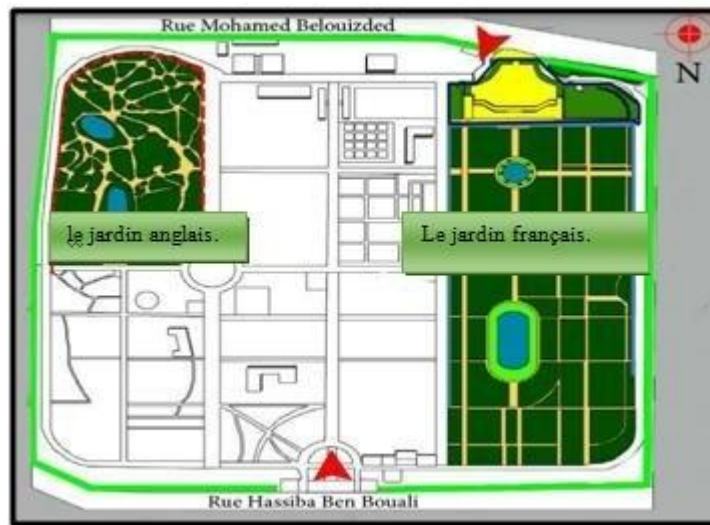 Rue Mohamed Belouizded
N
le jardin anglais.
Le jardin français.
Rue Hassiba Ben Bouali